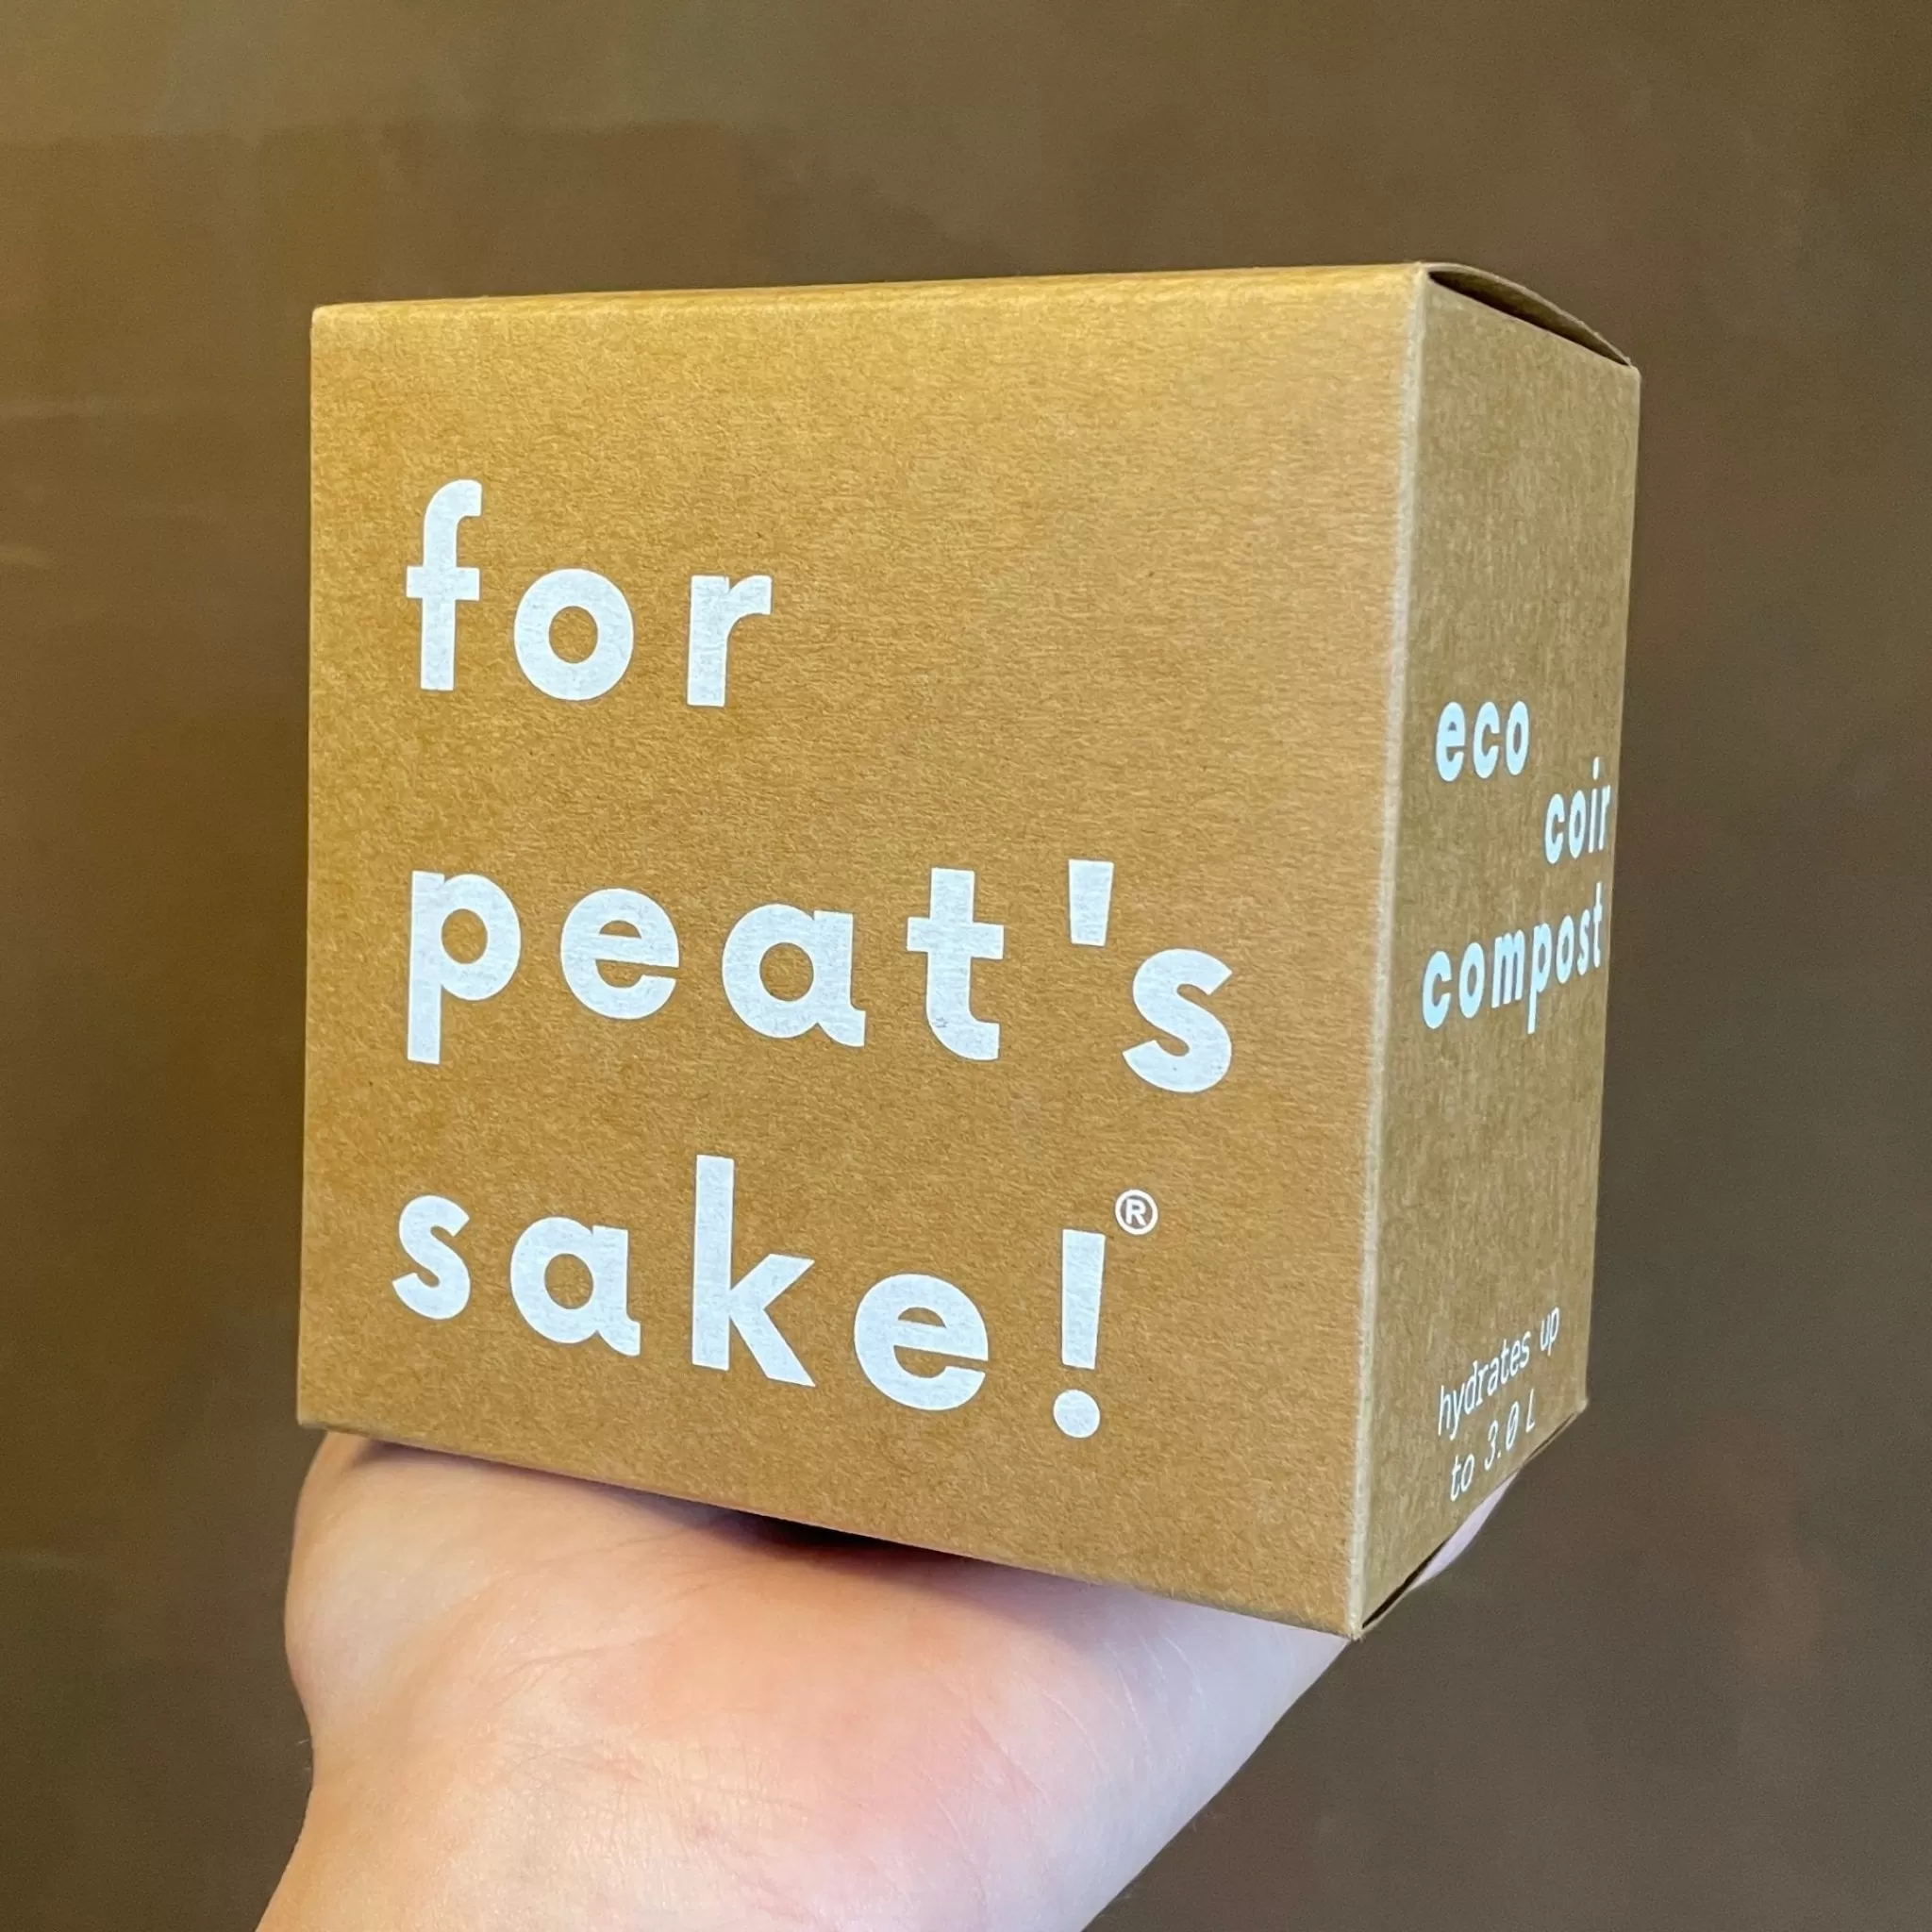 for
peat's
sake!®
eco
coir
compost
hydrates up
to 3.0 L